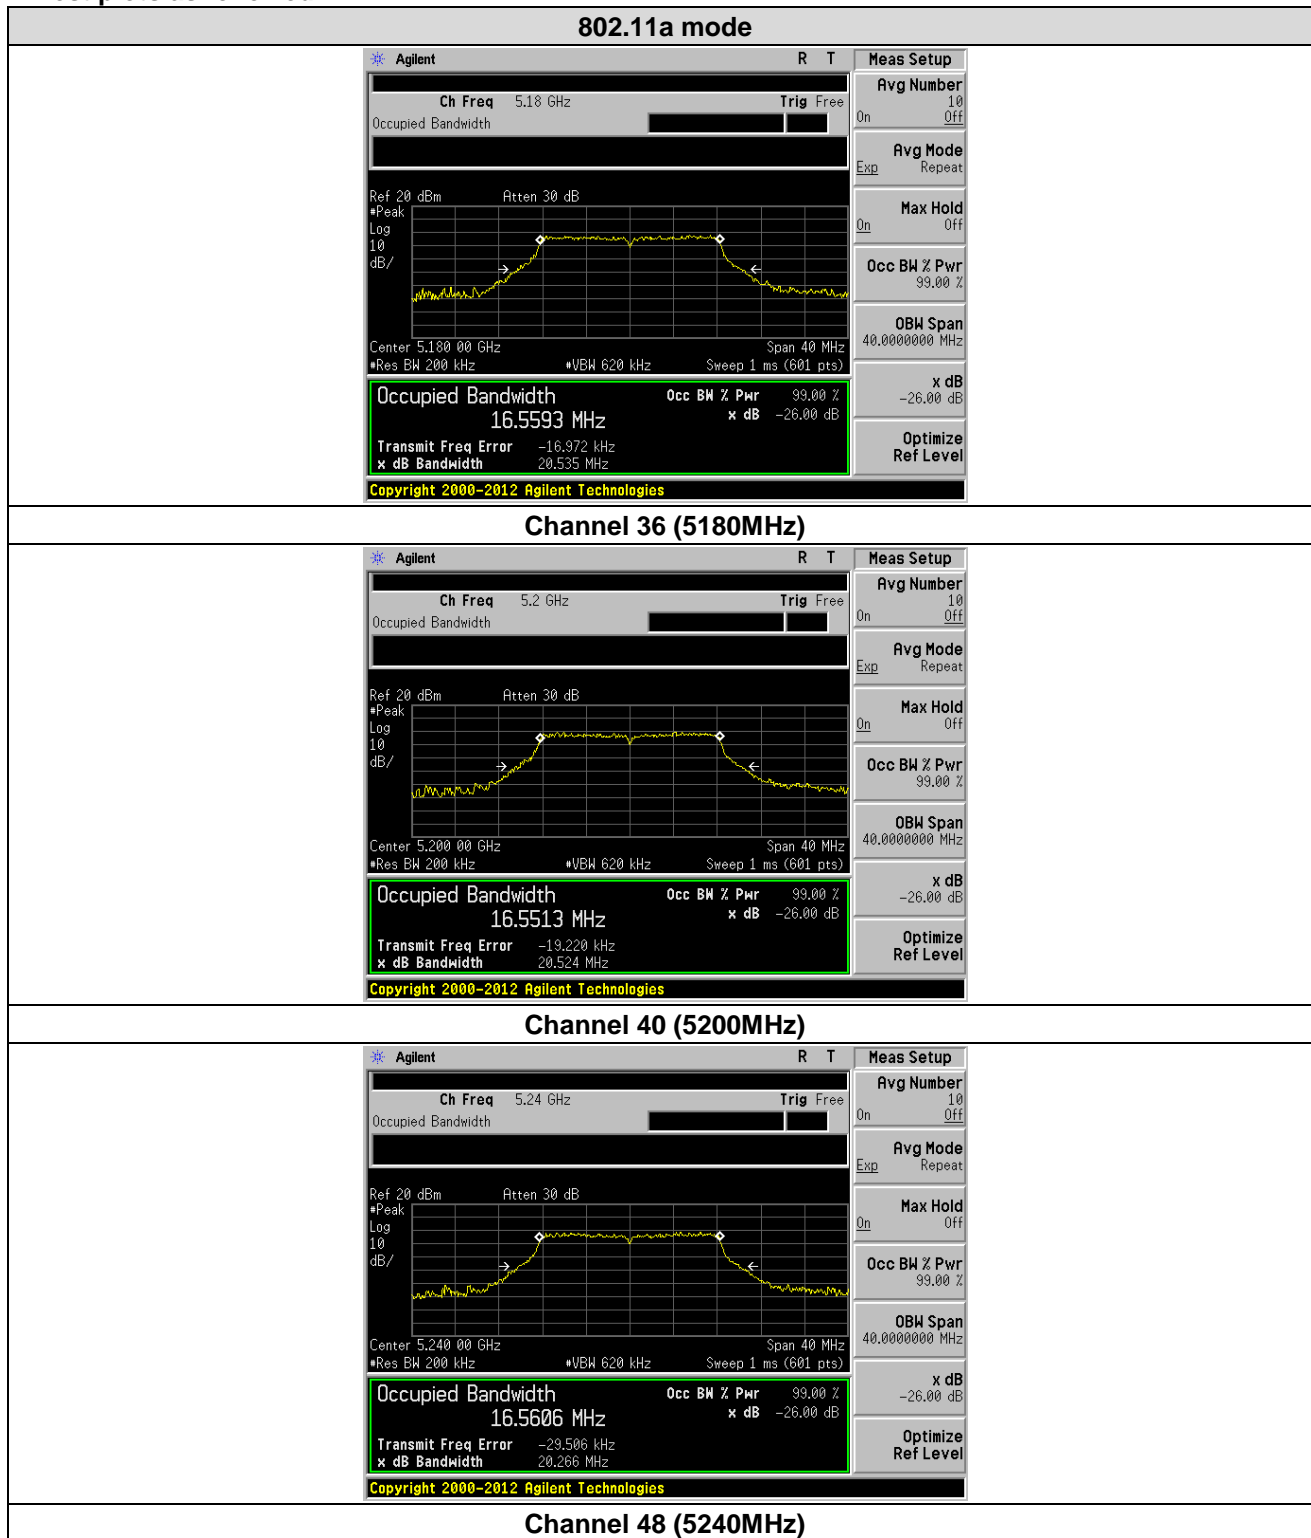 802.11a mode
Agilent R T Meas Setup
Avg Number
10
On Off
Ch Freq 5.18 GHz Trig Free
Occupied Bandwidth
Avg Mode
Exp Repeat
Ref 20 dBm Atten 30 dB
#Peak
Log
10
dB/
Max Hold
On Off
Occ BW % Pwr
99.00 %
OBW Span
40.0000000 MHz
Center 5.180 00 GHz Span 40 MHz
#Res BW 200 kHz #VBW 620 kHz Sweep 1 ms (601 pts)
x dB
-26.00 dB
Occupied Bandwidth Occ BW % Pwr 99.00 %
16.5593 MHz x dB -26.00 dB
Transmit Freq Error -16.972 kHz
x dB Bandwidth 20.535 MHz
Optimize
Ref Level
Copyright 2000-2012 Agilent Technologies
Channel 36 (5180MHz)
Agilent R T Meas Setup
Avg Number
10
On Off
Ch Freq 5.2 GHz Trig Free
Occupied Bandwidth
Avg Mode
Exp Repeat
Ref 20 dBm Atten 30 dB
#Peak
Log
10
dB/
Max Hold
On Off
Occ BW % Pwr
99.00 %
OBW Span
40.0000000 MHz
Center 5.200 00 GHz Span 40 MHz
#Res BW 200 kHz #VBW 620 kHz Sweep 1 ms (601 pts)
x dB
-26.00 dB
Occupied Bandwidth Occ BW % Pwr 99.00 %
16.5513 MHz x dB -26.00 dB
Transmit Freq Error -19.220 kHz
x dB Bandwidth 20.524 MHz
Optimize
Ref Level
Copyright 2000-2012 Agilent Technologies
Channel 40 (5200MHz)
Agilent R T Meas Setup
Avg Number
10
On Off
Ch Freq 5.24 GHz Trig Free
Occupied Bandwidth
Avg Mode
Exp Repeat
Ref 20 dBm Atten 30 dB
#Peak
Log
10
dB/
Max Hold
On Off
Occ BW % Pwr
99.00 %
OBW Span
40.0000000 MHz
Center 5.240 00 GHz Span 40 MHz
#Res BW 200 kHz #VBW 620 kHz Sweep 1 ms (601 pts)
x dB
-26.00 dB
Occupied Bandwidth Occ BW % Pwr 99.00 %
16.5606 MHz x dB -26.00 dB
Transmit Freq Error -29.506 kHz
x dB Bandwidth 20.266 MHz
Optimize
Ref Level
Copyright 2000-2012 Agilent Technologies
Channel 48 (5240MHz)